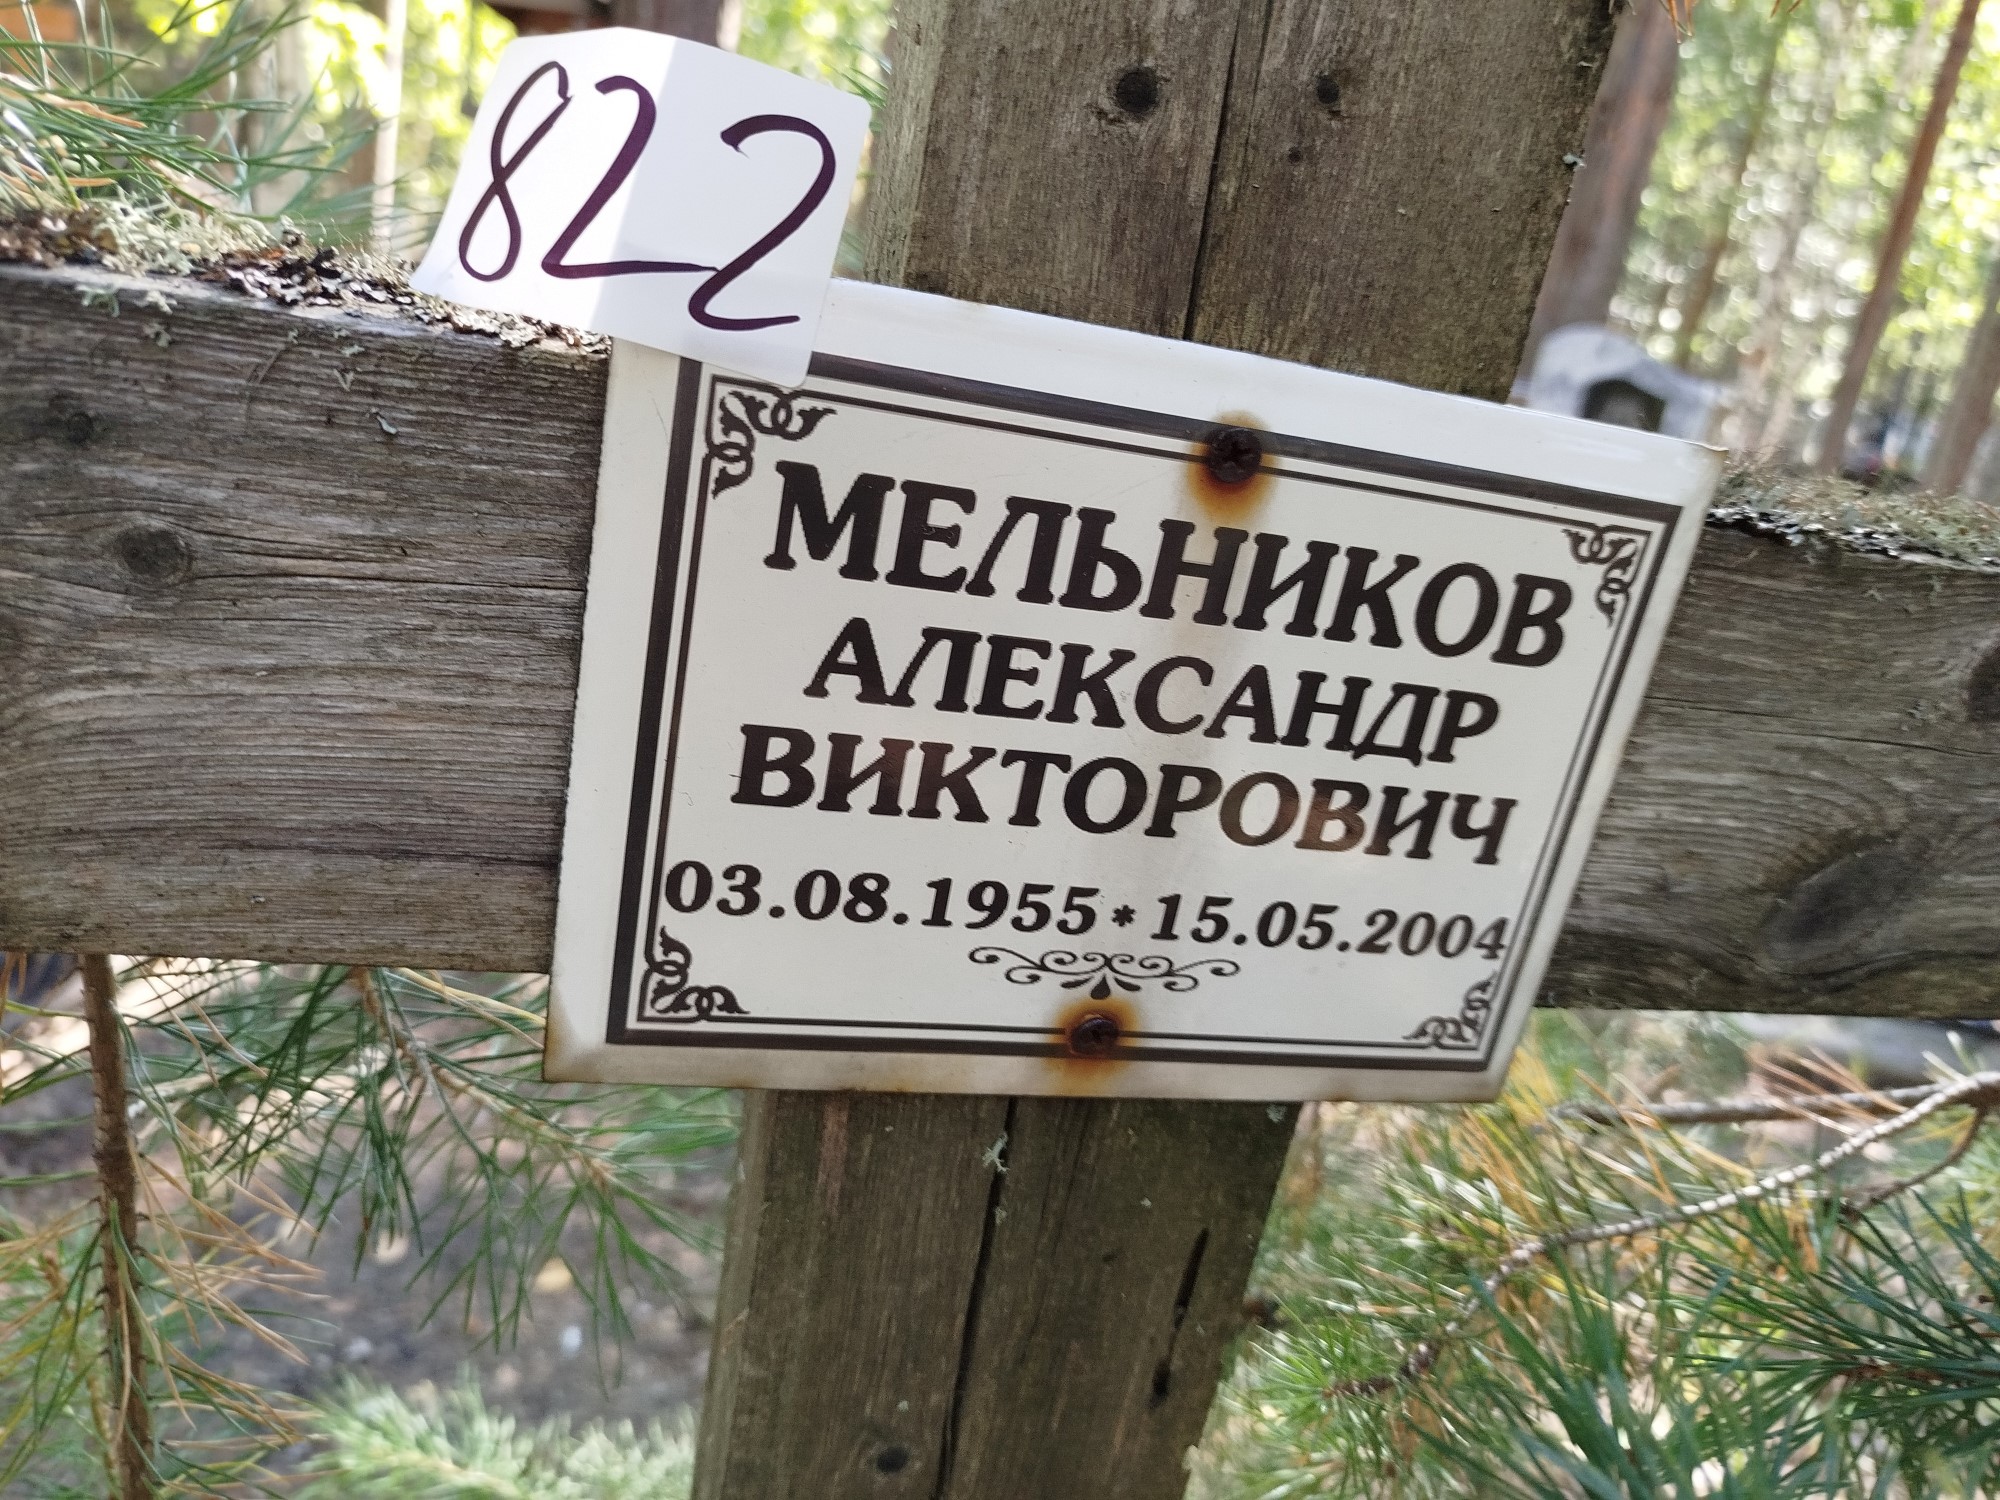 822
МЕЛЬНИКОВ
АЛЕКСАНДР
ВИКТОРОВИЧ
03.08.1955 * 15.05.2004